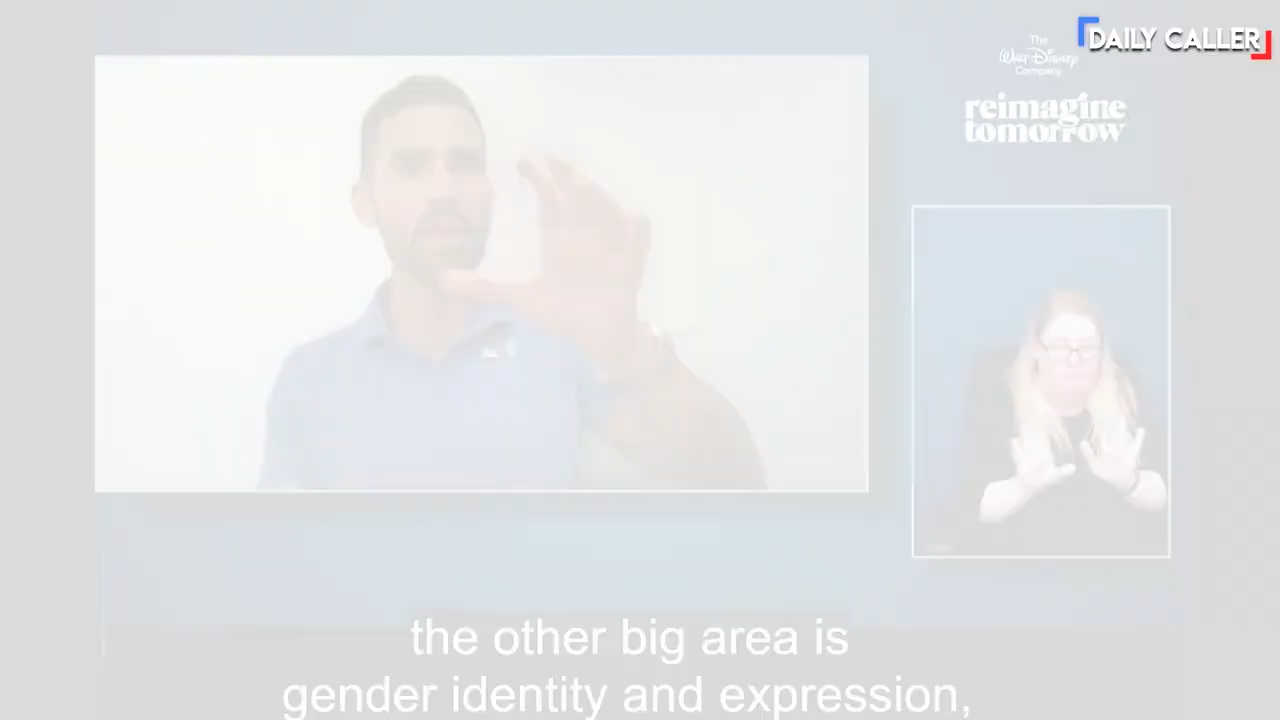 DAILY CALLER
The
Walt Disney
Company
reimagine
tomorrow
the other big area is
gender identity and expression,